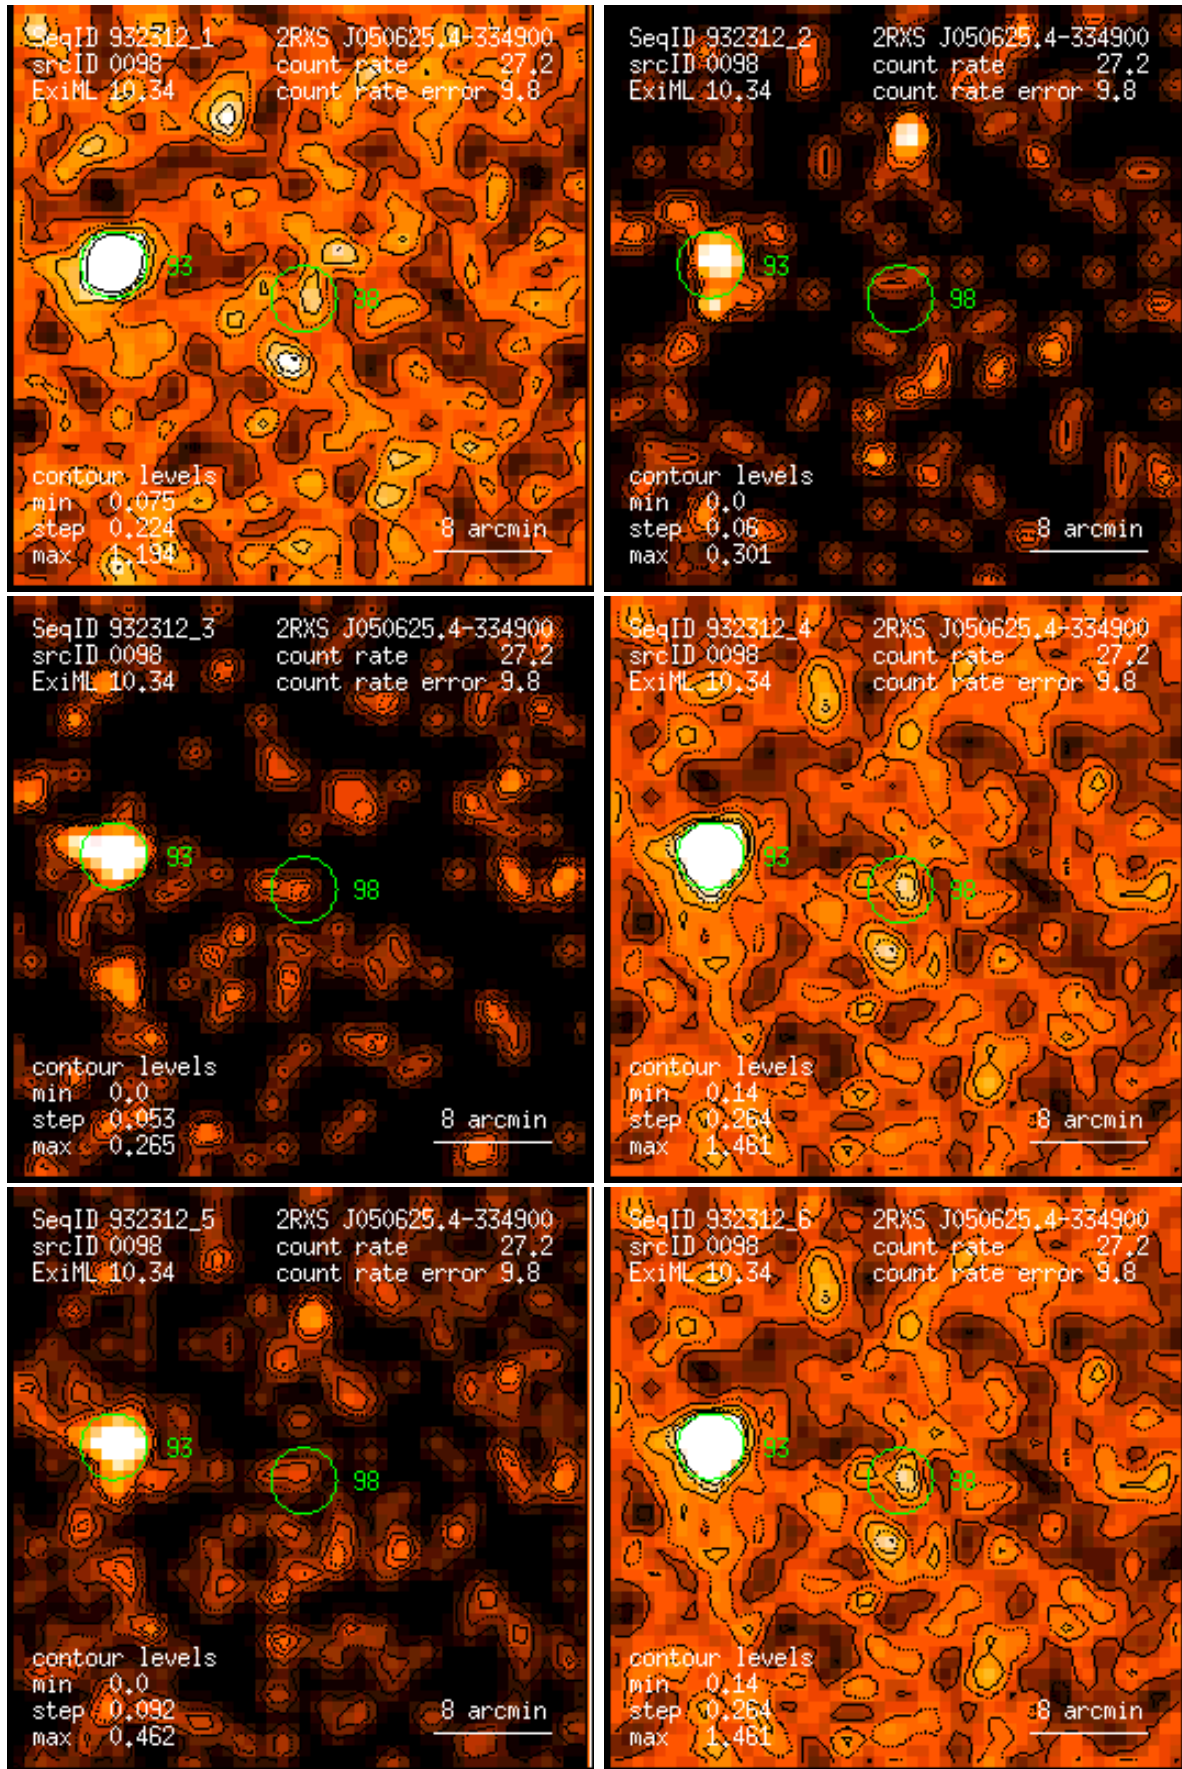 SeqID 932312_1 2RXS J050625.4-334900
srcID 0098 count rate 27.2
ExiML 10.34 count rate error 9.8
93
98
contour levels
min 0.075
step 0.224 8 arcmin
max 1.194
SeqID 932312_2 2RXS J050625.4-334900
srcID 0098 count rate 27.2
ExiML 10.34 count rate error 9.8
93
98
contour levels
min 0.0
step 0.06 8 arcmin
max 0.301
SeqID 932312_3 2RXS J050625.4-334900
srcID 0098 count rate 27.2
ExiML 10.34 count rate error 9.8
93
98
contour levels
min 0.0
step 0.053 8 arcmin
max 0.265
SeqID 932312_4 2RXS J050625.4-334900
srcID 0098 count rate 27.2
ExiML 10.34 count rate error 9.8
93
98
contour levels
min 0.14
step 0.264 8 arcmin
max 1.461
SeqID 932312_5 2RXS J050625.4-334900
srcID 0098 count rate 27.2
ExiML 10.34 count rate error 9.8
93
98
contour levels
min 0.0
step 0.092 8 arcmin
max 0.462
SeqID 932312_6 2RXS J050625.4-334900
srcID 0098 count rate 27.2
ExiML 10.34 count rate error 9.8
93
98
contour levels
min 0.14
step 0.264 8 arcmin
max 1.461